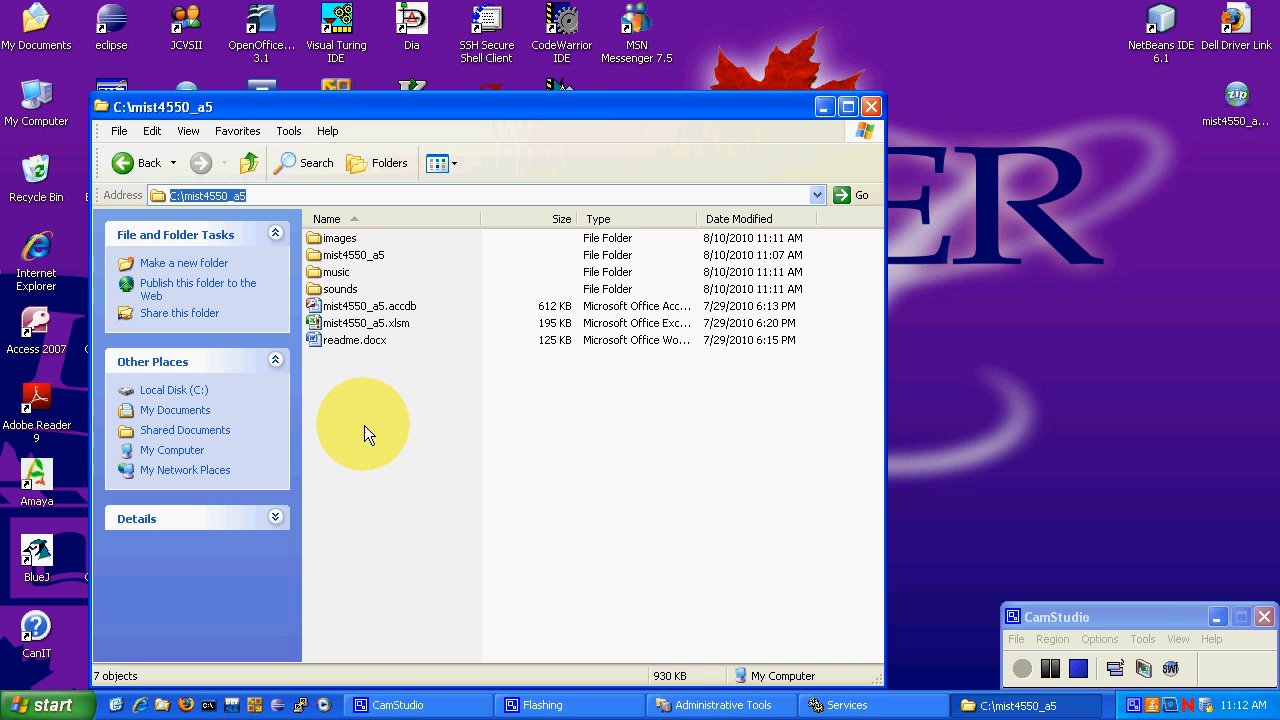 My Documents
eclipse
JCVSII
OpenOffice... 3.1
Visual Turing IDE
Dia
SSH Secure Shell Client
CodeWarrior IDE
MSN Messenger 7.5
NetBeans IDE 6.1
Dell Driver Link
My Computer
zip
mist4550_a...
Recycle Bin
Internet Explorer
Access 2007
Adobe Reader 9
Amaya
BlueJ
CanIT
ER
C:\mist4550_a5
File Edit View Favorites Tools Help
Back Search Folders
Address C:\mist4550_a5 Go
File and Folder Tasks
Make a new folder
Publish this folder to the Web
Share this folder
Other Places
Local Disk (C:)
My Documents
Shared Documents
My Computer
My Network Places
Details
Name Size Type Date Modified
images File Folder 8/10/2010 11:11 AM
mist4550_a5 File Folder 8/10/2010 11:07 AM
music File Folder 8/10/2010 11:11 AM
sounds File Folder 8/10/2010 11:11 AM
mist4550_a5.accdb 612 KB Microsoft Office Acc... 7/29/2010 6:13 PM
mist4550_a5.xlsm 195 KB Microsoft Office Exc... 7/29/2010 6:20 PM
readme.docx 125 KB Microsoft Office Wo... 7/29/2010 6:15 PM
7 objects 930 KB My Computer
CamStudio
File Region Options Tools View Help
SWF
start
CamStudio
Flashing
Administrative Tools
Services
C:\mist4550_a5
11:12 AM